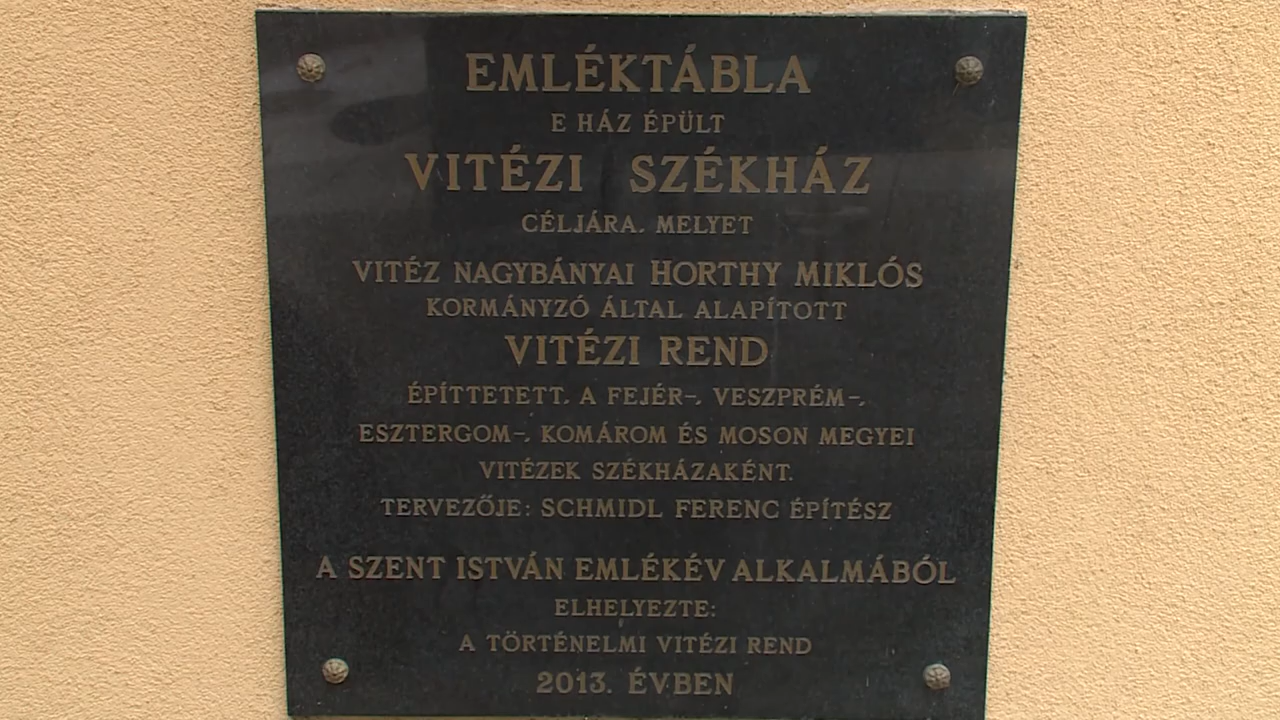 EMLÉKTÁBLA
E HÁZ ÉPÜLT
VITÉZI SZÉKHÁZ
CÉLJÁRA, MELYET
VITÉZ NAGYBÁNYAI HORTHY MIKLÓS
KORMÁNYZÓ ÁLTAL ALAPÍTOTT
VITÉZI REND
ÉPÍTTETETT, A FEJÉR-, VESZPRÉM-,
ESZTERGOM-, KOMÁROM ÉS MOSON MEGYEI
VITÉZEK SZÉKHÁZAKÉNT.
TERVEZŐJE: SCHMIDL FERENC ÉPÍTÉSZ
A SZENT ISTVÁN EMLÉKÉV ALKALMÁBÓL
ELHELYEZTE:
A TÖRTÉNELMI VITÉZI REND
2013. ÉVBEN